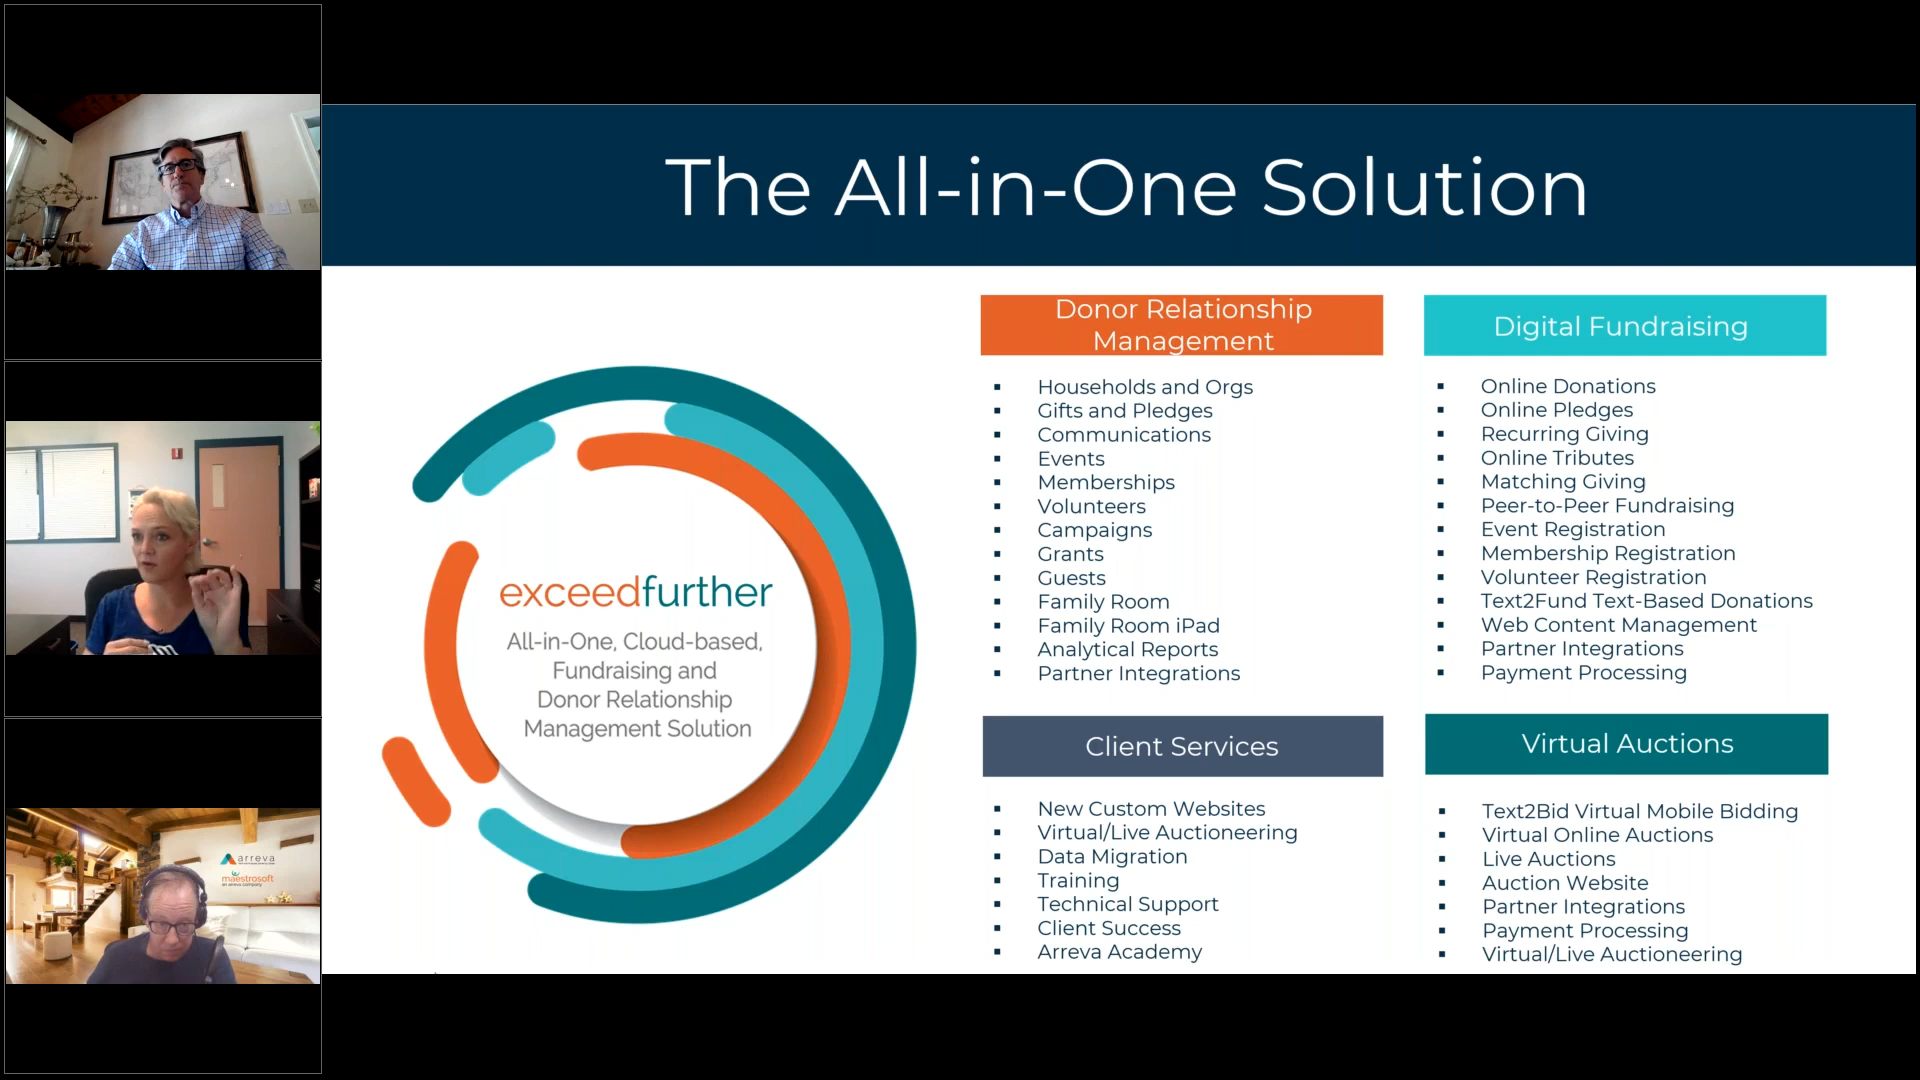 The All-in-One Solution
exceedfurther
All-in-One, Cloud-based,
Fundraising and
Donor Relationship
Management Solution
Donor Relationship
Management
Households and Orgs
Gifts and Pledges
Communications
Events
Memberships
Volunteers
Campaigns
Grants
Guests
Family Room
Family Room iPad
Analytical Reports
Partner Integrations
Digital Fundraising
Online Donations
Online Pledges
Recurring Giving
Online Tributes
Matching Giving
Peer-to-Peer Fundraising
Event Registration
Membership Registration
Volunteer Registration
Text2Fund Text-Based Donations
Web Content Management
Partner Integrations
Payment Processing
Client Services
New Custom Websites
Virtual/Live Auctioneering
Data Migration
Training
Technical Support
Client Success
Arreva Academy
Virtual Auctions
Text2Bid Virtual Mobile Bidding
Virtual Online Auctions
Live Auctions
Auction Website
Partner Integrations
Payment Processing
Virtual/Live Auctioneering
arreva
maestrosoft
an arreva company